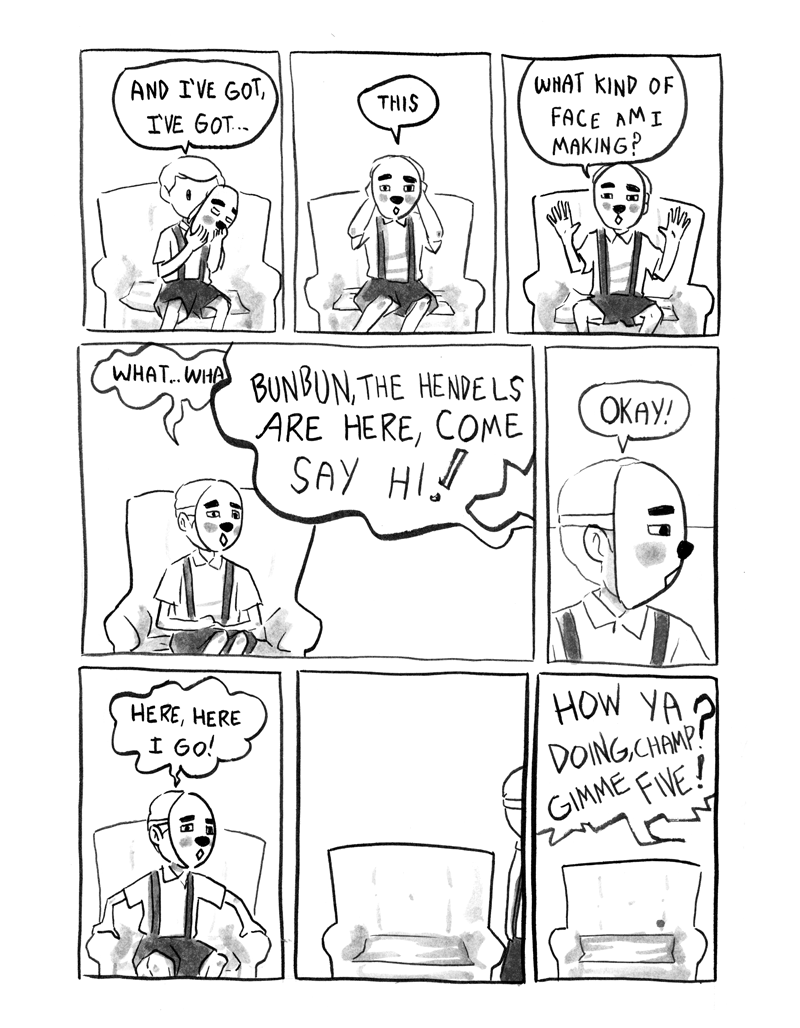 AND I'VE GOT,
I'VE GOT...
THIS
WHAT KIND OF
FACE AM I
MAKING?
WHAT... WHA
BUNBUN, THE HENDELS
ARE HERE, COME
SAY HI!
OKAY!
HERE, HERE
I GO!
HOW YA
DOING, CHAMP?
GIMME FIVE!